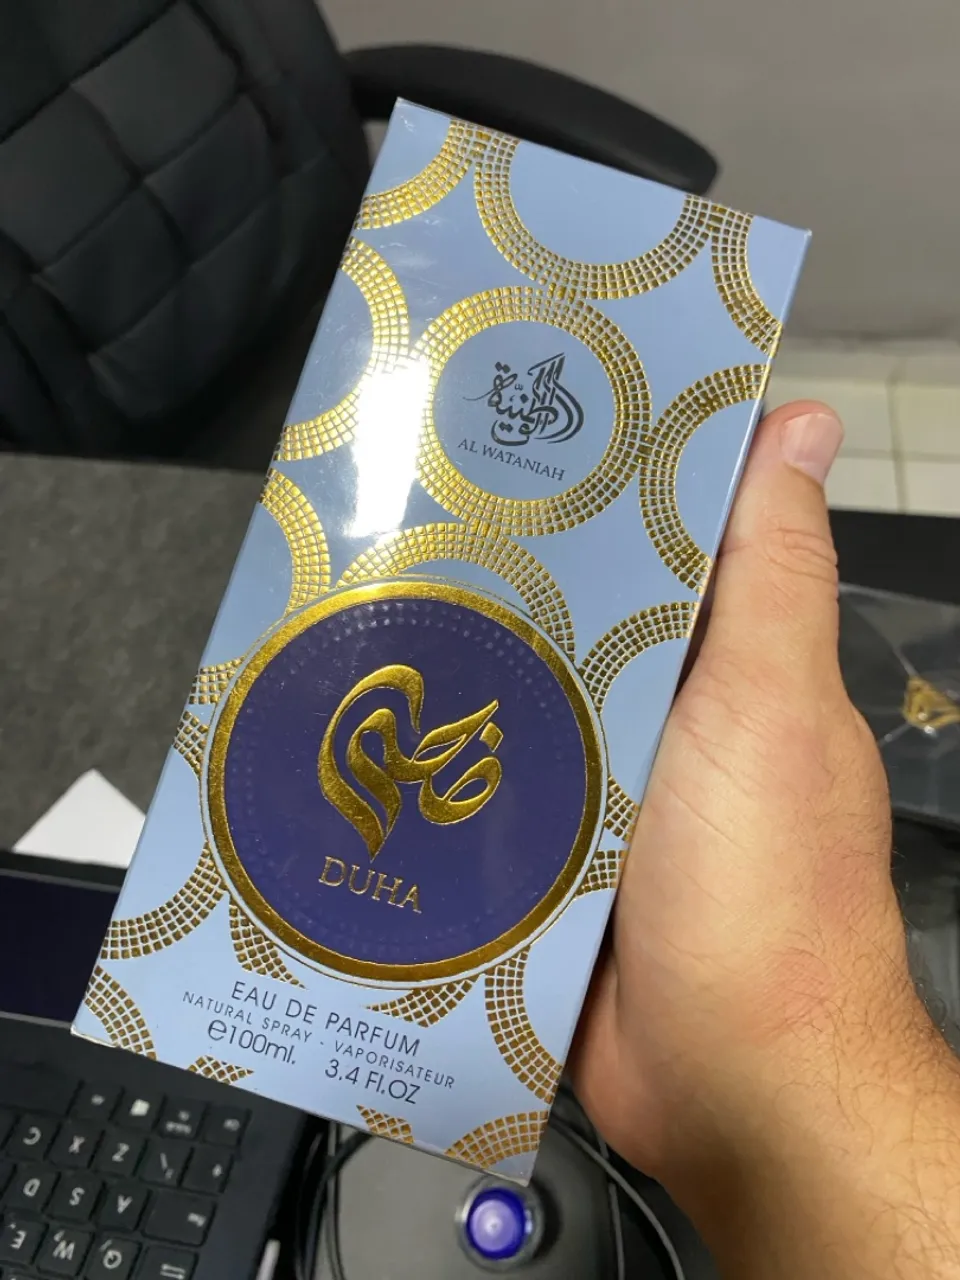 الوطنية
AL WATANIAH
ضحى
DUHA
EAU DE PARFUM
NATURAL SPRAY · VAPORISATEUR
℮100ml. 3.4 Fl.OZ
C X Z \
D S A
E W Q